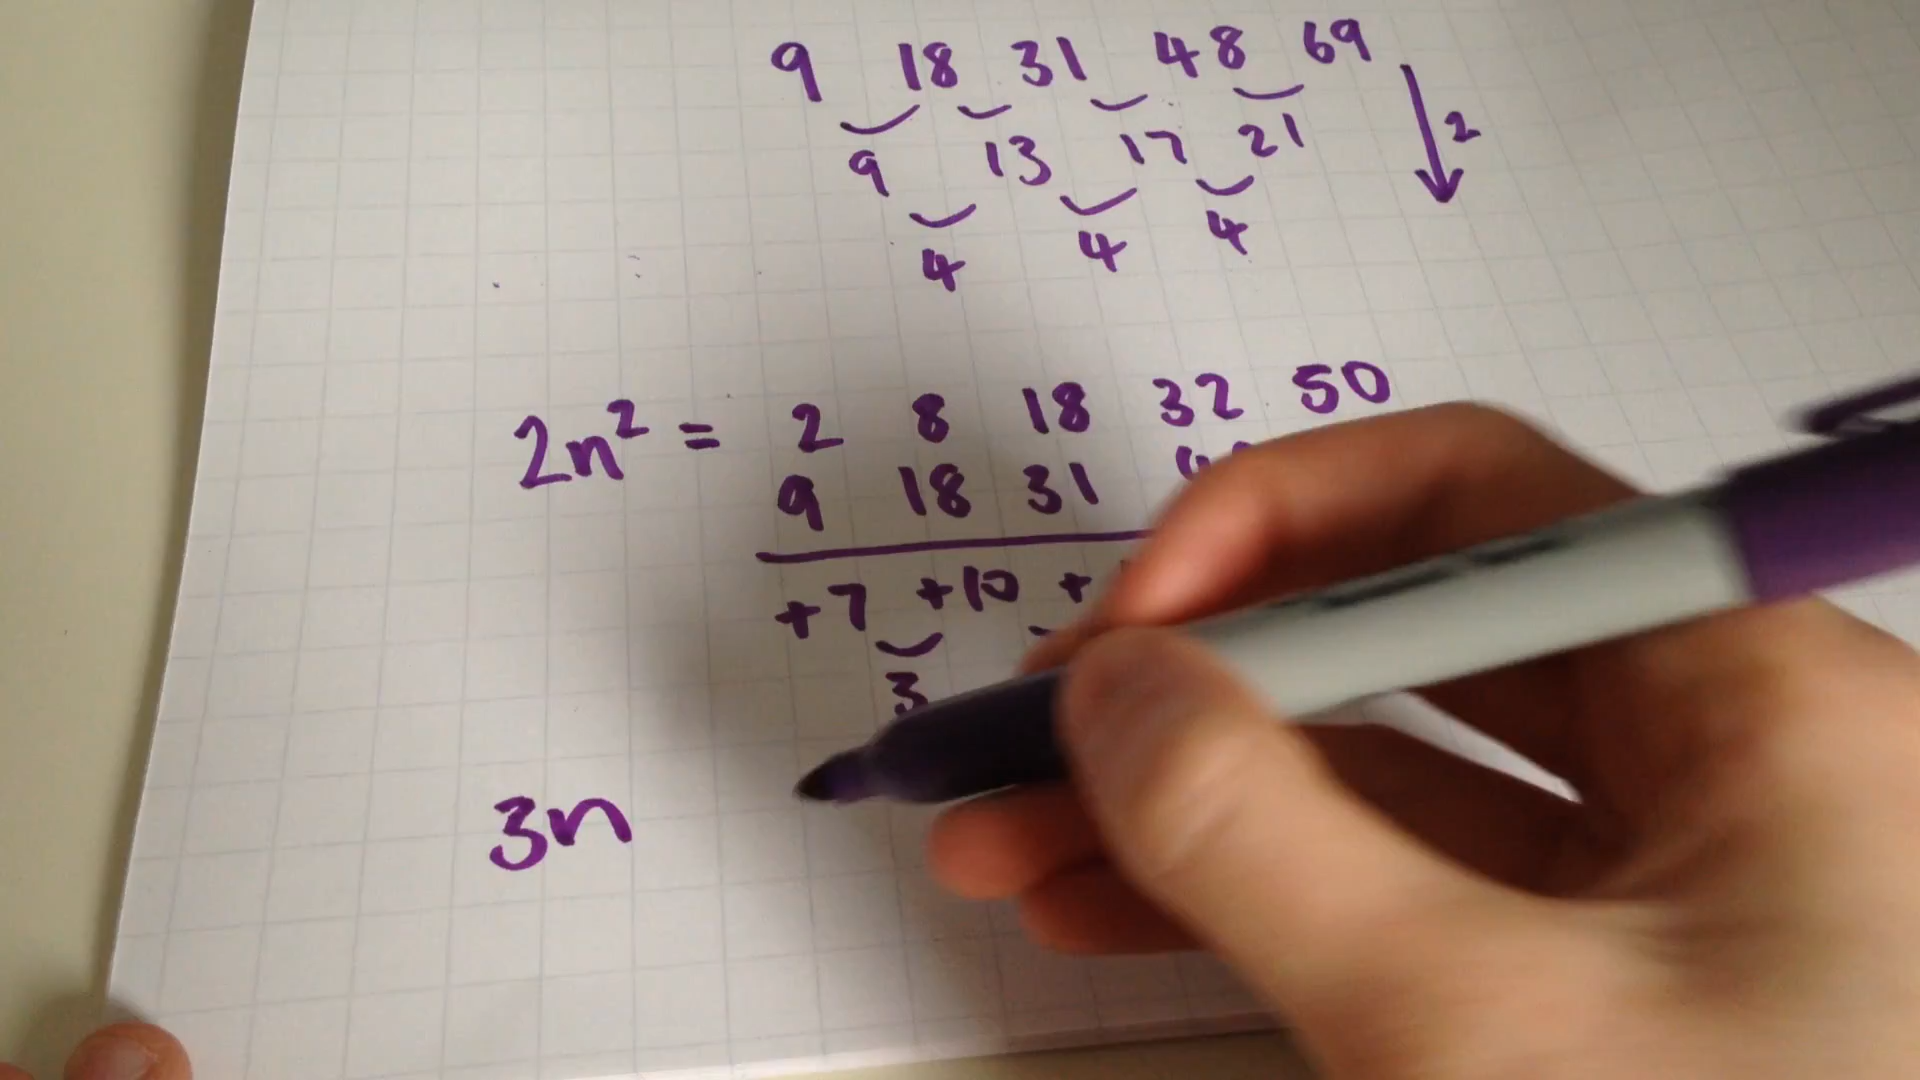 9 18 31 48 69
9 13 17 21 2
4 4 4
2n² = 2 8 18 32 50
9 18 31
+7 +10 +
3
3n